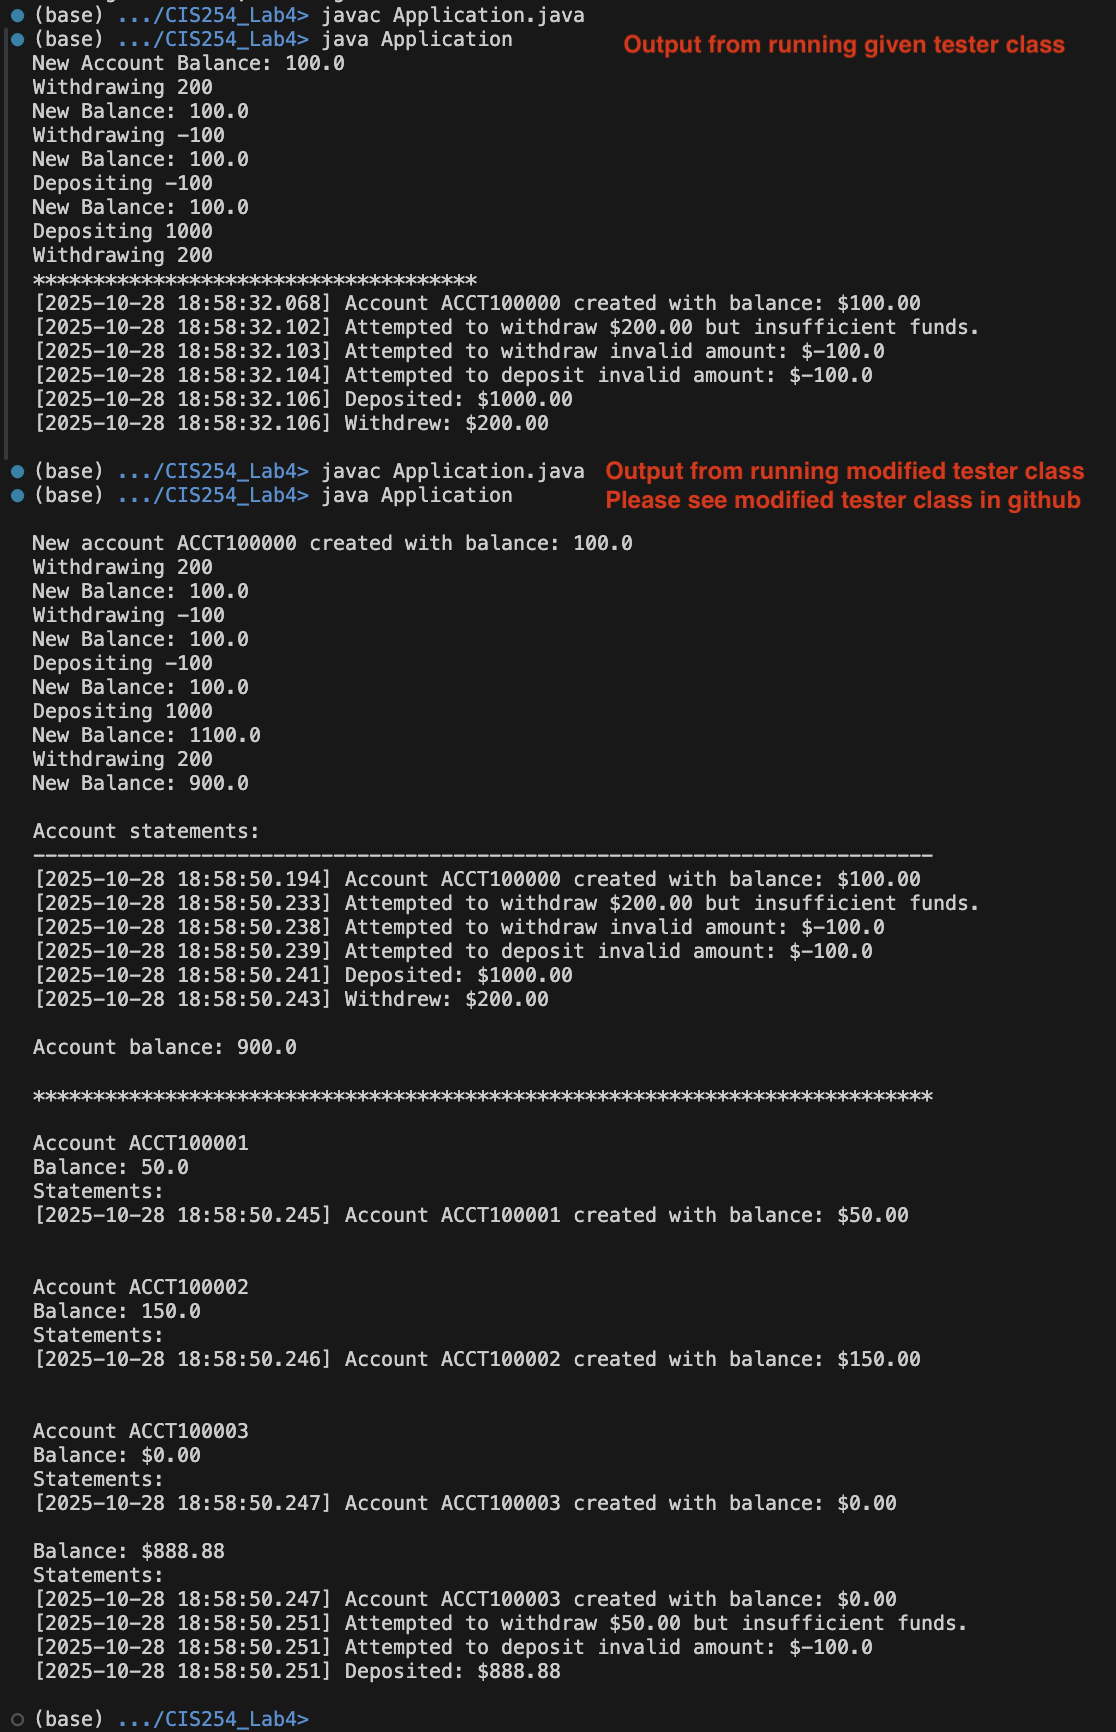 (base) .../CIS254_Lab4> javac Application.java
(base) .../CIS254_Lab4> java Application
Output from running given tester class
New Account Balance: 100.0
Withdrawing 200
New Balance: 100.0
Withdrawing -100
New Balance: 100.0
Depositing -100
New Balance: 100.0
Depositing 1000
Withdrawing 200
*************************************
[2025-10-28 18:58:32.068] Account ACCT100000 created with balance: $100.00
[2025-10-28 18:58:32.102] Attempted to withdraw $200.00 but insufficient funds.
[2025-10-28 18:58:32.103] Attempted to withdraw invalid amount: $-100.0
[2025-10-28 18:58:32.104] Attempted to deposit invalid amount: $-100.0
[2025-10-28 18:58:32.106] Deposited: $1000.00
[2025-10-28 18:58:32.106] Withdrew: $200.00
(base) .../CIS254_Lab4> javac Application.java
Output from running modified tester class
(base) .../CIS254_Lab4> java Application
Please see modified tester class in github
New account ACCT100000 created with balance: 100.0
Withdrawing 200
New Balance: 100.0
Withdrawing -100
New Balance: 100.0
Depositing -100
New Balance: 100.0
Depositing 1000
New Balance: 1100.0
Withdrawing 200
New Balance: 900.0
Account statements:
---------------------------------------------------------------------------
[2025-10-28 18:58:50.194] Account ACCT100000 created with balance: $100.00
[2025-10-28 18:58:50.233] Attempted to withdraw $200.00 but insufficient funds.
[2025-10-28 18:58:50.238] Attempted to withdraw invalid amount: $-100.0
[2025-10-28 18:58:50.239] Attempted to deposit invalid amount: $-100.0
[2025-10-28 18:58:50.241] Deposited: $1000.00
[2025-10-28 18:58:50.243] Withdrew: $200.00
Account balance: 900.0
***************************************************************************
Account ACCT100001
Balance: 50.0
Statements:
[2025-10-28 18:58:50.245] Account ACCT100001 created with balance: $50.00
Account ACCT100002
Balance: 150.0
Statements:
[2025-10-28 18:58:50.246] Account ACCT100002 created with balance: $150.00
Account ACCT100003
Balance: $0.00
Statements:
[2025-10-28 18:58:50.247] Account ACCT100003 created with balance: $0.00
Balance: $888.88
Statements:
[2025-10-28 18:58:50.247] Account ACCT100003 created with balance: $0.00
[2025-10-28 18:58:50.251] Attempted to withdraw $50.00 but insufficient funds.
[2025-10-28 18:58:50.251] Attempted to deposit invalid amount: $-100.0
[2025-10-28 18:58:50.251] Deposited: $888.88
(base) .../CIS254_Lab4>